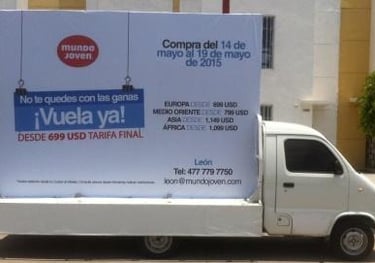 mundo
joven
Compra del 14 de
mayo al 19 de mayo
de 2015
No te quedes con las ganas
¡Vuela ya!
DESDE 699 USD TARIFA FINAL
EUROPA DESDE 699 USD
MEDIO ORIENTE DESDE 799 USD
ASIA DESDE 1,149 USD
ÁFRICA DESDE 1,099 USD
León
Tel: 477 779 7750
leon@mundojoven.com